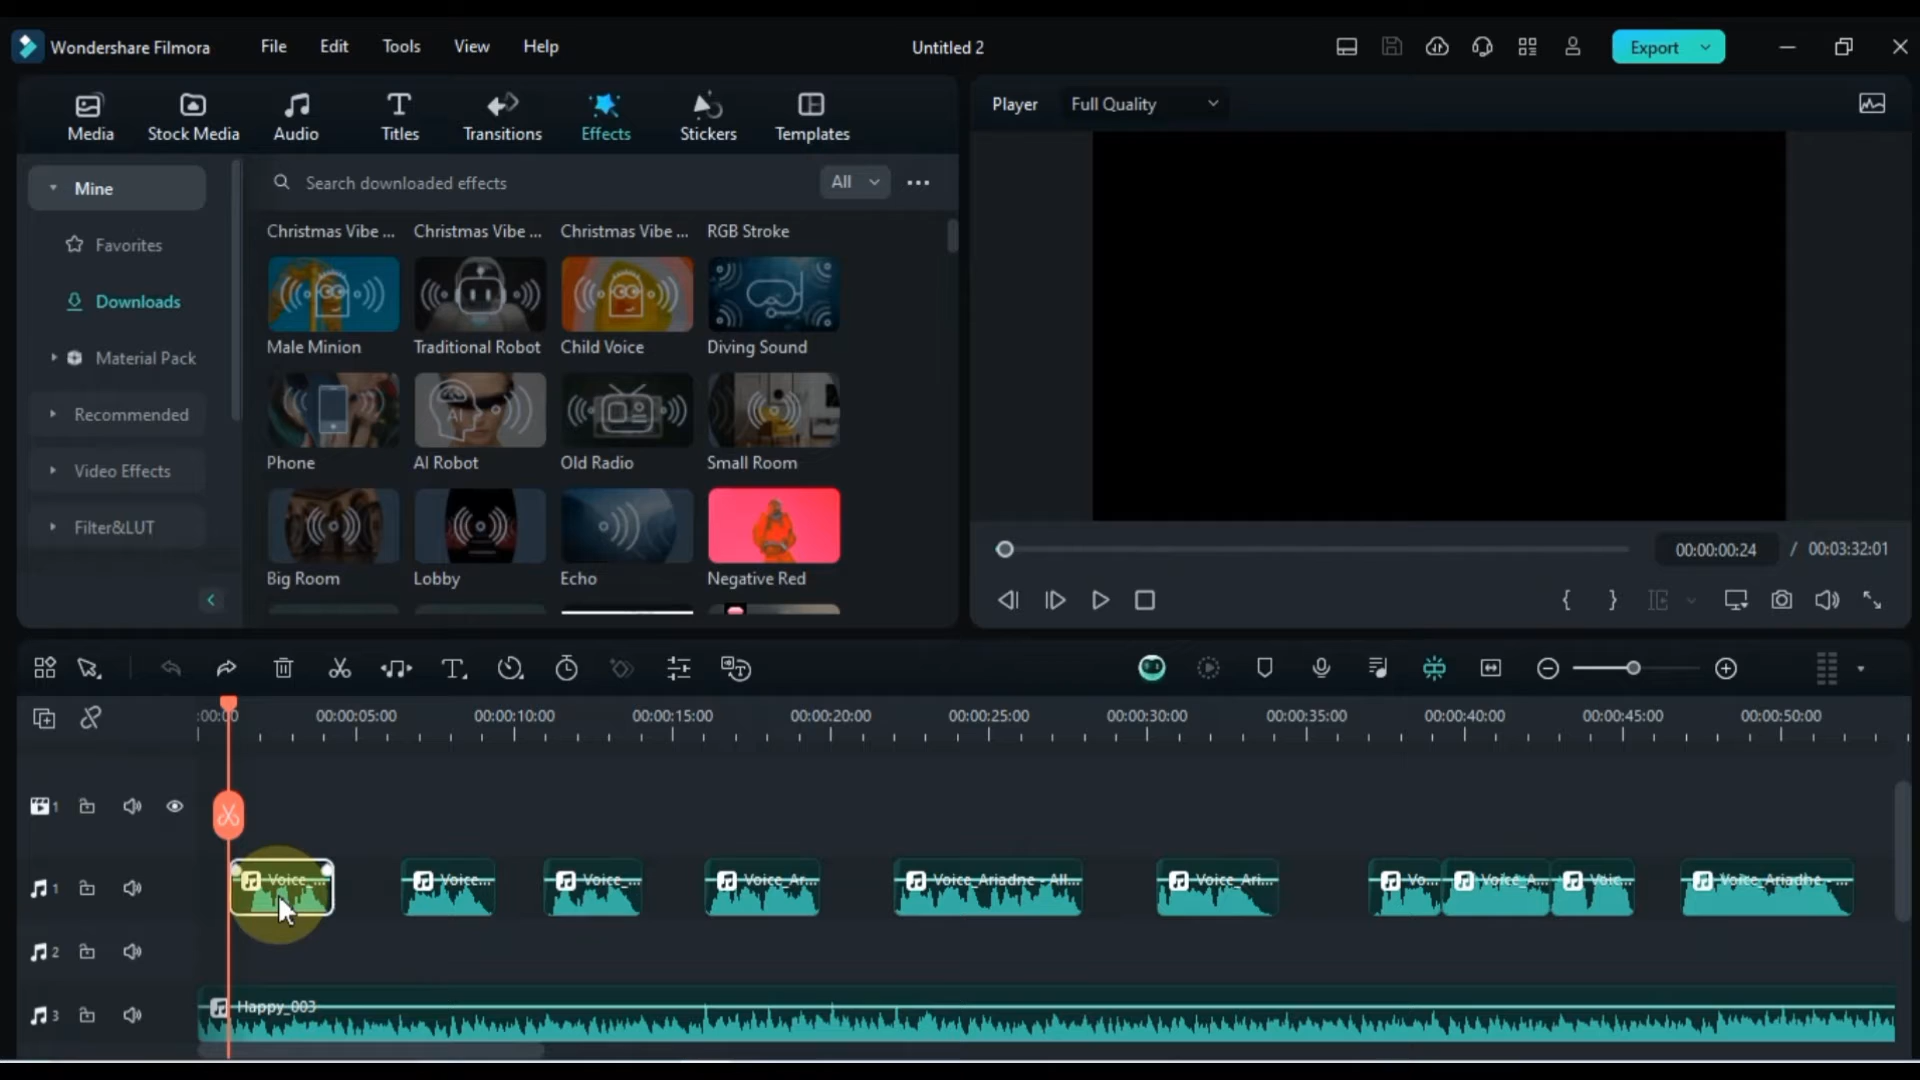 Wondershare Filmora File Edit Tools View Help Untitled 2 Export
Media Stock Media Audio Titles Transitions Effects Stickers Templates
Player Full Quality
Mine
Favorites
Downloads
Material Pack
Recommended
Video Effects
Filter&LUT
Search downloaded effects All
Christmas Vibe ... Christmas Vibe ... Christmas Vibe ... RGB Stroke
Male Minion Traditional Robot Child Voice Diving Sound
AI
Phone AI Robot Old Radio Small Room
Big Room Lobby Echo Negative Red
00:00:00:24 / 00:03:32:01
:00:00 00:00:05:00 00:00:10:00 00:00:15:00 00:00:20:00 00:00:25:00 00:00:30:00 00:00:35:00 00:00:40:00 00:00:45:00 00:00:50:00
1
1 Voice_... Voice... Voice_... Voice_Ar... Voice_Ariadne - All... Voice_Ari... Vo... Voice_A... Voic... Voice_Ariadne - ...
2
3 Happy_003